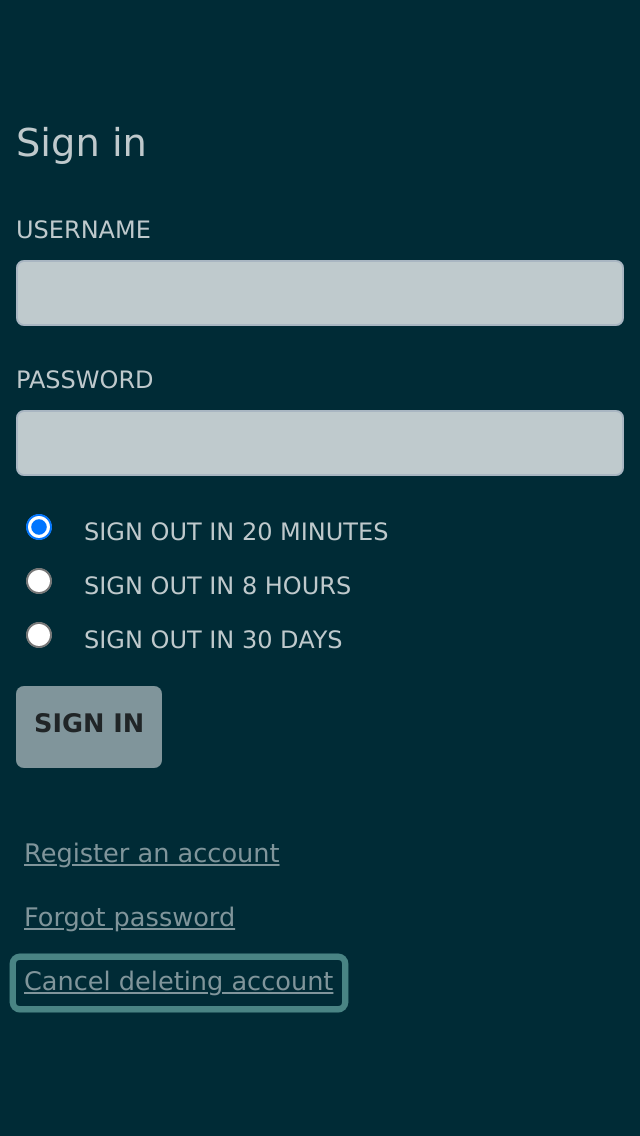 Sign in
USERNAME
PASSWORD
SIGN OUT IN 20 MINUTES
SIGN OUT IN 8 HOURS
SIGN OUT IN 30 DAYS
SIGN IN
Register an account
Forgot password
Cancel deleting account